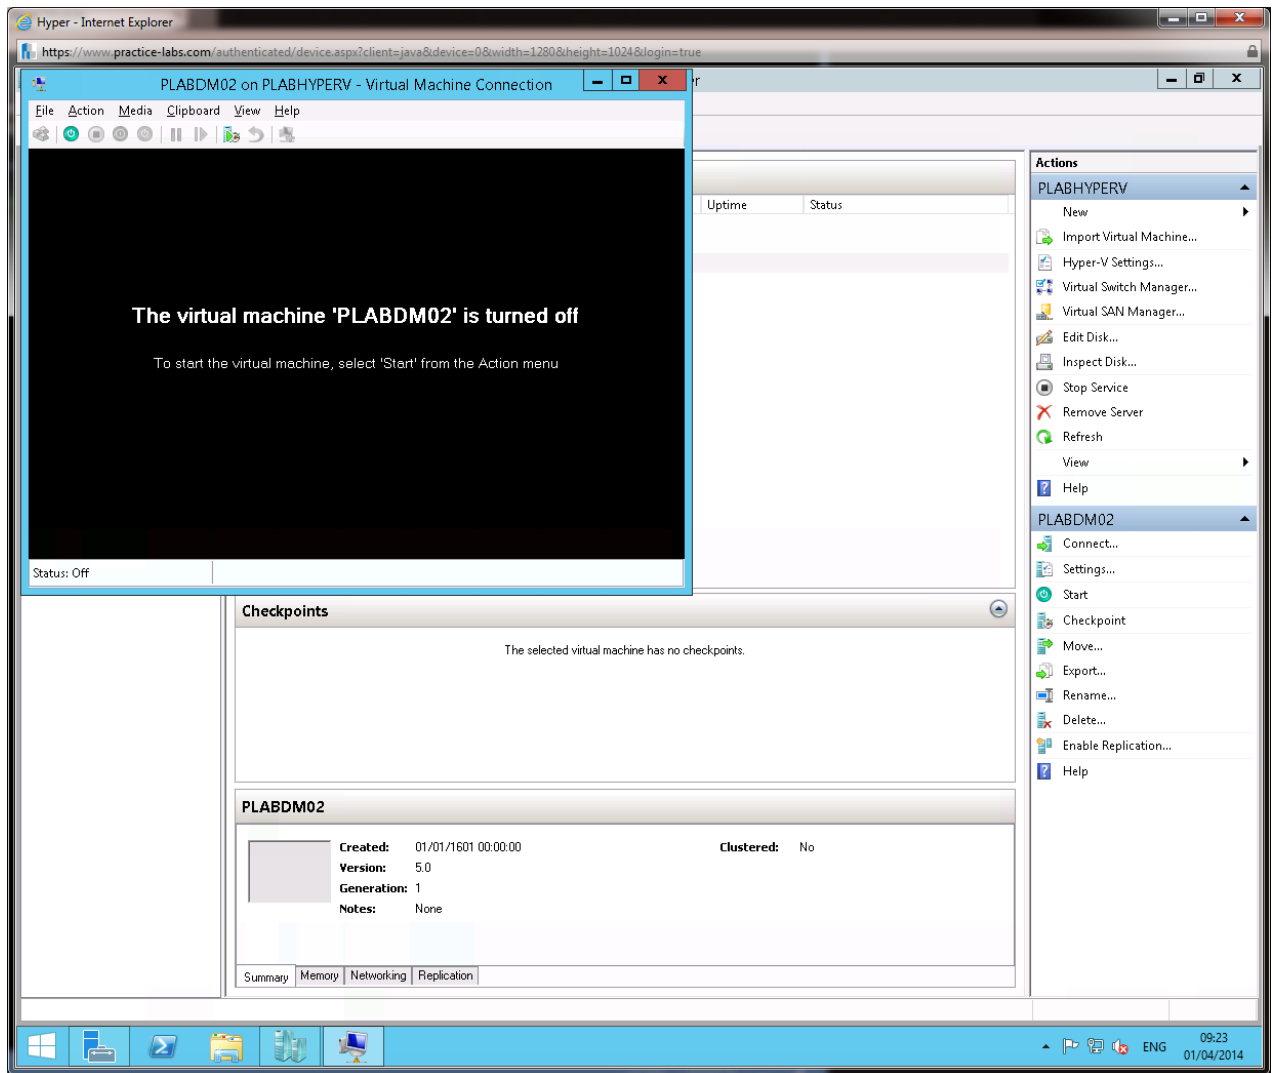 Hyper - Internet Explorer
https://www.practice-labs.com/authenticated/device.aspx?client=java&device=0&width=1280&height=1024&login=true
PLABDM02 on PLABHYPERV - Virtual Machine Connection
File Action Media Clipboard View Help
The virtual machine 'PLABDM02' is turned off
To start the virtual machine, select 'Start' from the Action menu
Status: Off
Uptime Status
Checkpoints
The selected virtual machine has no checkpoints.
PLABDM02
Created: 01/01/1601 00:00:00 Clustered: No
Version: 5.0
Generation: 1
Notes: None
Summary Memory Networking Replication
Actions
PLABHYPERV
New
Import Virtual Machine...
Hyper-V Settings...
Virtual Switch Manager...
Virtual SAN Manager...
Edit Disk...
Inspect Disk...
Stop Service
Remove Server
Refresh
View
Help
PLABDM02
Connect...
Settings...
Start
Checkpoint
Move...
Export...
Rename...
Delete...
Enable Replication...
Help
ENG
09:23
01/04/2014